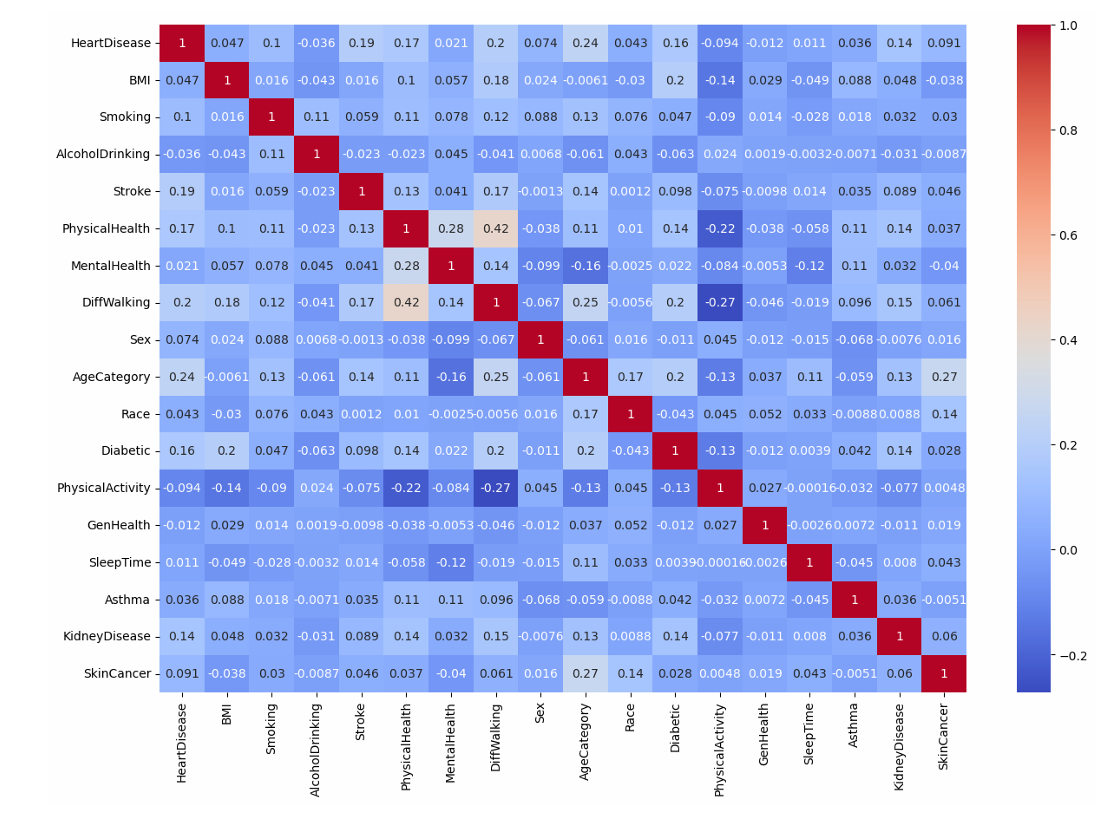 HeartDisease 1 0.047 0.1 -0.036 0.19 0.17 0.021 0.2 0.074 0.24 0.043 0.16 -0.094 -0.012 0.011 0.036 0.14 0.091
BMI 0.047 1 0.016 -0.043 0.016 0.1 0.057 0.18 0.024 -0.0061 -0.03 0.2 -0.14 0.029 -0.049 0.088 0.048 -0.038
Smoking 0.1 0.016 1 0.11 0.059 0.11 0.078 0.12 0.088 0.13 0.076 0.047 -0.09 0.014 -0.028 0.018 0.032 0.03
AlcoholDrinking -0.036 -0.043 0.11 1 -0.023 -0.023 0.045 -0.041 0.0068 -0.061 0.043 -0.063 0.024 0.0019 -0.0032 -0.0071 -0.031 -0.0087
Stroke 0.19 0.016 0.059 -0.023 1 0.13 0.041 0.17 -0.0013 0.14 0.0012 0.098 -0.075 -0.0098 0.014 0.035 0.089 0.046
PhysicalHealth 0.17 0.1 0.11 -0.023 0.13 1 0.28 0.42 -0.038 0.11 0.01 0.14 -0.22 -0.038 -0.058 0.11 0.14 0.037
MentalHealth 0.021 0.057 0.078 0.045 0.041 0.28 1 0.14 -0.099 -0.16 -0.0025 0.022 -0.084 -0.0053 -0.12 0.11 0.032 -0.04
DiffWalking 0.2 0.18 0.12 -0.041 0.17 0.42 0.14 1 -0.067 0.25 -0.0056 0.2 -0.27 -0.046 -0.019 0.096 0.15 0.061
Sex 0.074 0.024 0.088 0.0068 -0.0013 -0.038 -0.099 -0.067 1 -0.061 0.016 -0.011 0.045 -0.012 -0.015 -0.068 -0.0076 0.016
AgeCategory 0.24 -0.0061 0.13 -0.061 0.14 0.11 -0.16 0.25 -0.061 1 0.17 0.2 -0.13 0.037 0.11 -0.059 0.13 0.27
Race 0.043 -0.03 0.076 0.043 0.0012 0.01 -0.0025 -0.0056 0.016 0.17 1 -0.043 0.045 0.052 0.033 -0.0088 0.0088 0.14
Diabetic 0.16 0.2 0.047 -0.063 0.098 0.14 0.022 0.2 -0.011 0.2 -0.043 1 -0.13 -0.012 0.0039 0.042 0.14 0.028
PhysicalActivity -0.094 -0.14 -0.09 0.024 -0.075 -0.22 -0.084 -0.27 0.045 -0.13 0.045 -0.13 1 0.027 -0.00016 -0.032 -0.077 0.0048
GenHealth -0.012 0.029 0.014 0.0019 -0.0098 -0.038 -0.0053 -0.046 -0.012 0.037 0.052 -0.012 0.027 1 -0.0026 0.0072 -0.011 0.019
SleepTime 0.011 -0.049 -0.028 -0.0032 0.014 -0.058 -0.12 -0.019 -0.015 0.11 0.033 0.0039 -0.00016 -0.0026 1 -0.045 0.008 0.043
Asthma 0.036 0.088 0.018 -0.0071 0.035 0.11 0.11 0.096 -0.068 -0.059 -0.0088 0.042 -0.032 0.0072 -0.045 1 0.036 -0.0051
KidneyDisease 0.14 0.048 0.032 -0.031 0.089 0.14 0.032 0.15 -0.0076 0.13 0.0088 0.14 -0.077 -0.011 0.008 0.036 1 0.06
SkinCancer 0.091 -0.038 0.03 -0.0087 0.046 0.037 -0.04 0.061 0.016 0.27 0.14 0.028 0.0048 0.019 0.043 -0.0051 0.06 1
HeartDisease
BMI
Smoking
AlcoholDrinking
Stroke
PhysicalHealth
MentalHealth
DiffWalking
Sex
AgeCategory
Race
Diabetic
PhysicalActivity
GenHealth
SleepTime
Asthma
KidneyDisease
SkinCancer
1.0
0.8
0.6
0.4
0.2
0.0
−0.2